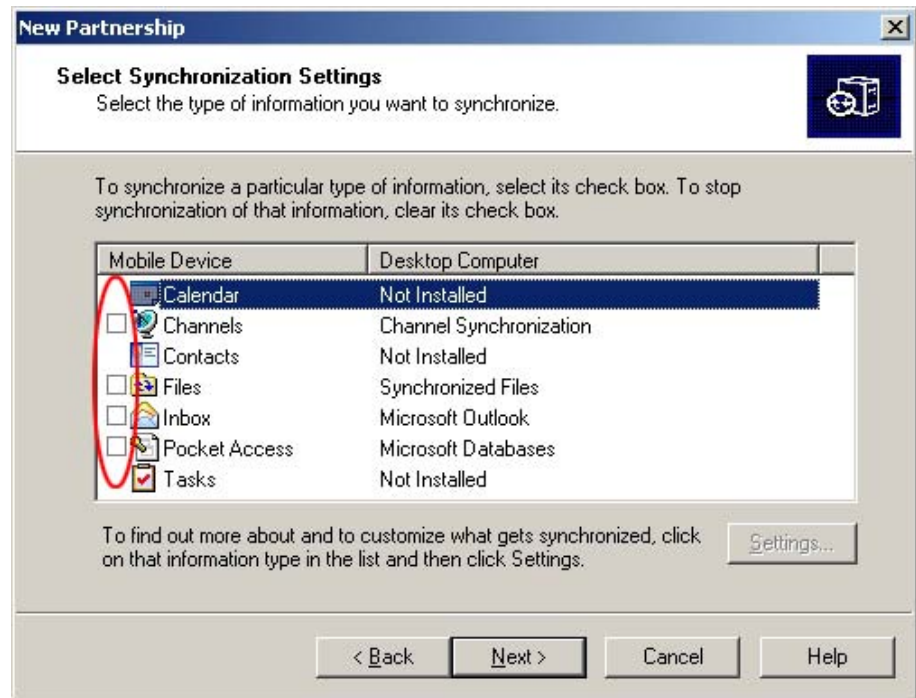 New Partnership
Select Synchronization Settings
Select the type of information you want to synchronize.
To synchronize a particular type of information, select its check box. To stop
synchronization of that information, clear its check box.
Mobile Device Desktop Computer
Calendar Not Installed
Channels Channel Synchronization
Contacts Not Installed
Files Synchronized Files
Inbox Microsoft Outlook
Pocket Access Microsoft Databases
Tasks Not Installed
To find out more about and to customize what gets synchronized, click
on that information type in the list and then click Settings.
Settings...
< Back Next > Cancel Help